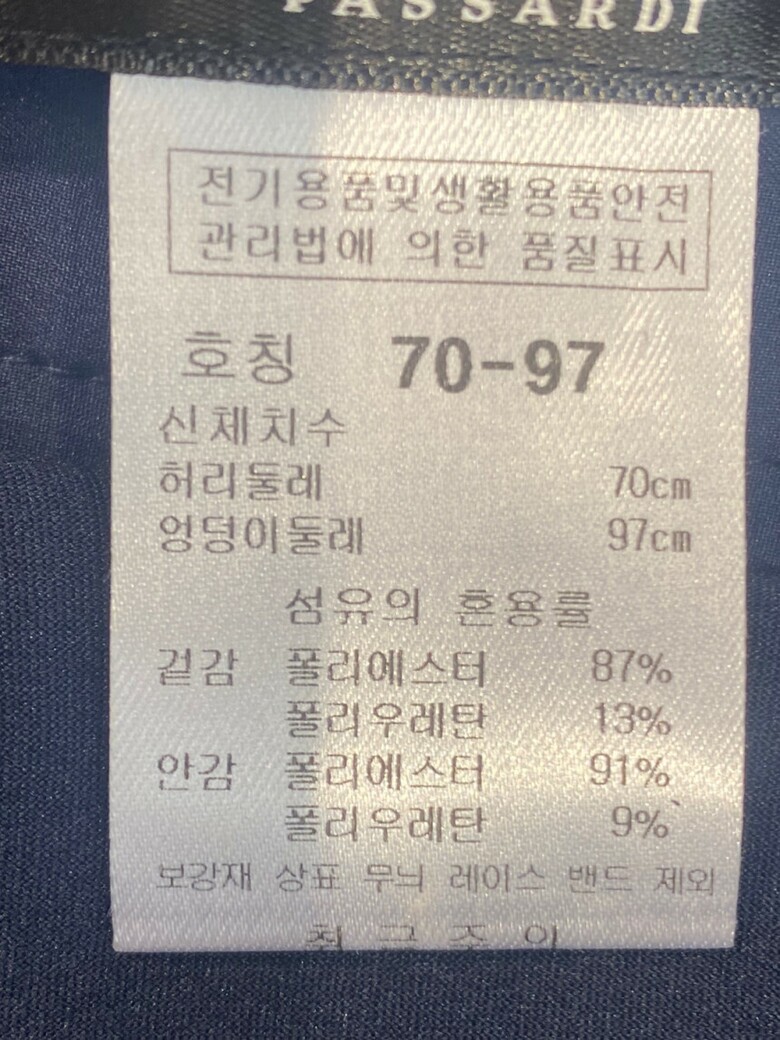 PASSARDI
전기용품및생활용품안전
관리법에 의한 품질표시
호칭 70-97
신체치수
허리둘레 70cm
엉덩이둘레 97cm
섬유의 혼용률
겉감 폴리에스터 87%
폴리우레탄 13%
안감 폴리에스터 91%
폴리우레탄 9%
보강재 상표 무늬 레이스 밴드 제외